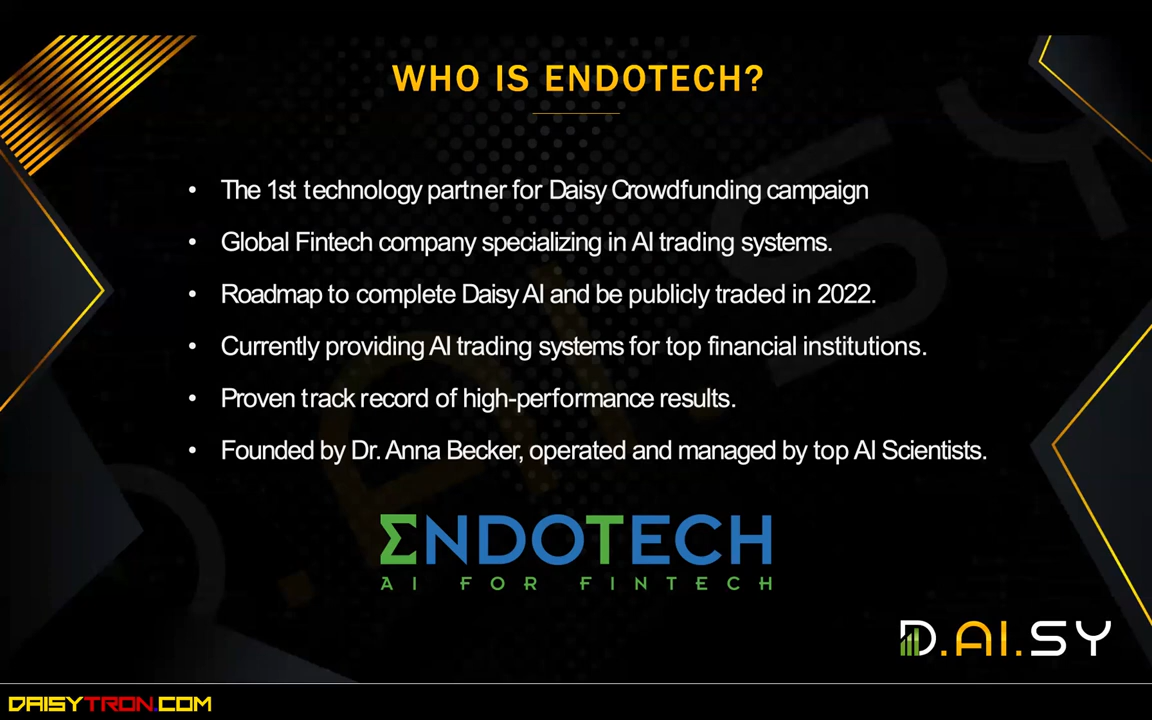 WHO IS ENDOTECH?
• The 1st technology partner for Daisy Crowdfunding campaign
• Global Fintech company specializing in AI trading systems.
• Roadmap to complete Daisy AI and be publicly traded in 2022.
• Currently providing AI trading systems for top financial institutions.
• Proven track record of high-performance results.
• Founded by Dr. Anna Becker, operated and managed by top AI Scientists.
ΣNDOTECH
AI FOR FINTECH
D.AI.SY
DAISYTRON.COM